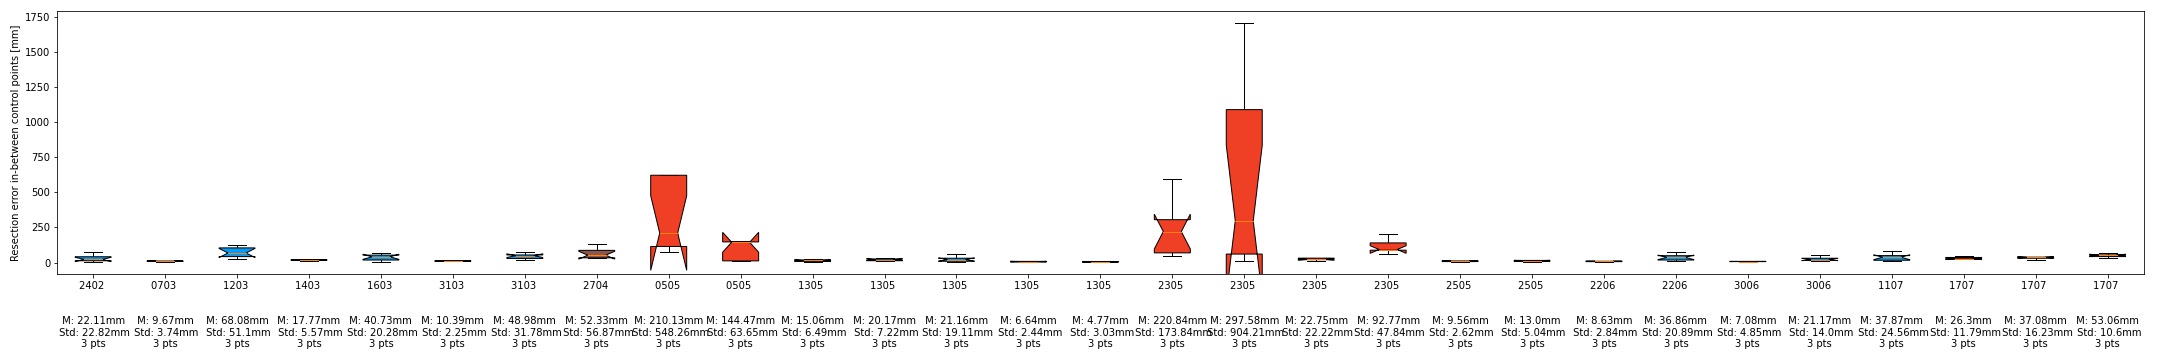 Resection error in-between control points [mm]
1750
1500
1250
1000
750
500
250
0
2402 0703 1203 1403 1603 3103 3103 2704 0505 0505 1305 1305 1305 1305 1305 2305 2305 2305 2305 2505 2505 2206 2206 3006 3006 1107 1707 1707 1707
M: 22.11mm M: 9.67mm M: 68.08mm M: 17.77mm M: 40.73mm M: 10.39mm M: 48.98mm M: 52.33mm M: 210.13mm M: 144.47mm M: 15.06mm M: 20.17mm M: 21.16mm M: 6.64mm M: 4.77mm M: 220.84mm M: 297.58mm M: 22.75mm M: 92.77mm M: 9.56mm M: 13.0mm M: 8.63mm M: 36.86mm M: 7.08mm M: 21.17mm M: 37.87mm M: 26.3mm M: 37.08mm M: 53.06mm
Std: 22.82mm Std: 3.74mm Std: 51.1mm Std: 5.57mm Std: 20.28mm Std: 2.25mm Std: 31.78mm Std: 56.87mm Std: 548.26mm Std: 63.65mm Std: 6.49mm Std: 7.22mm Std: 19.11mm Std: 2.44mm Std: 3.03mm Std: 173.84mm Std: 904.21mm Std: 22.22mm Std: 47.84mm Std: 2.62mm Std: 5.04mm Std: 2.84mm Std: 20.89mm Std: 4.85mm Std: 14.0mm Std: 24.56mm Std: 11.79mm Std: 16.23mm Std: 10.6mm
3 pts 3 pts 3 pts 3 pts 3 pts 3 pts 3 pts 3 pts 3 pts 3 pts 3 pts 3 pts 3 pts 3 pts 3 pts 3 pts 3 pts 3 pts 3 pts 3 pts 3 pts 3 pts 3 pts 3 pts 3 pts 3 pts 3 pts 3 pts 3 pts